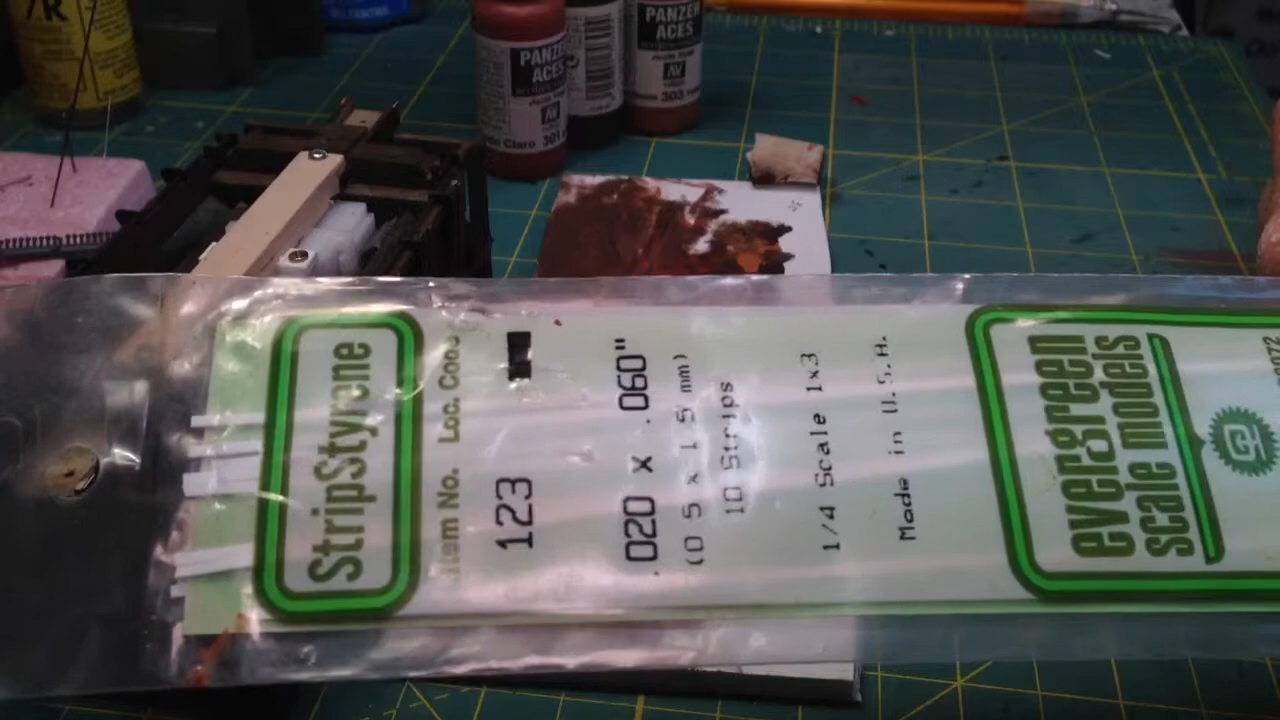 StripStyrene
Item No. Loc. Code
123
.020 x .060"
(0.5 x 1.5 mm)
10 Strips
1/4 Scale 1x3
Made in U.S.A.
evergreen
scale models
PANZER
ACES
AV
Claro 301
PANZER
ACES
AV
303